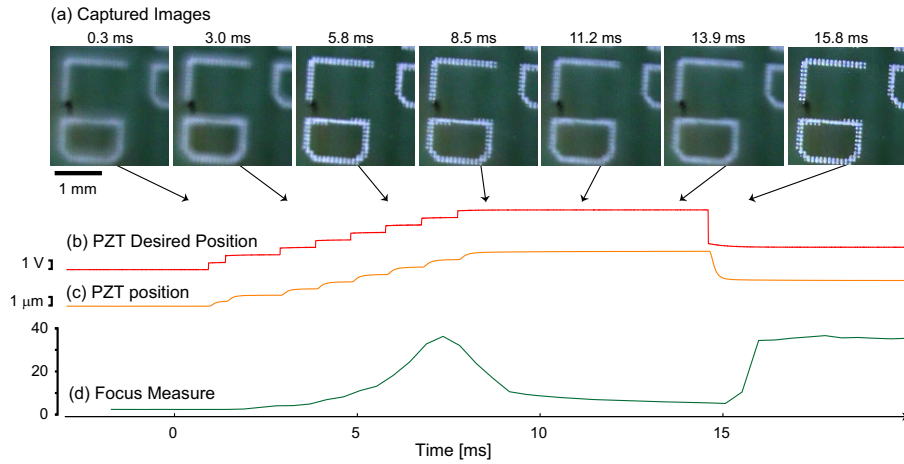 (a) Captured Images
0.3 ms 3.0 ms 5.8 ms 8.5 ms 11.2 ms 13.9 ms 15.8 ms
1 mm
(b) PZT Desired Position
1 V
(c) PZT position
1 μm
40
20
(d) Focus Measure
0
0 5 10 15
Time [ms]